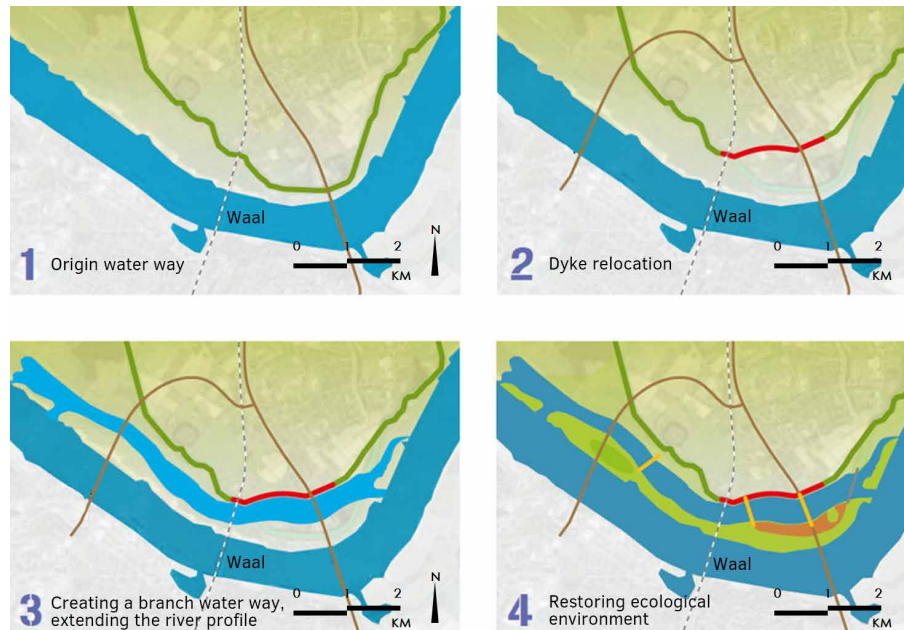 Waal
0 1 2
KM
N
1 Origin water way
Waal
0 1 2
KM
2 Dyke relocation
Waal
0 1 2
KM
N
3 Creating a branch water way,
extending the river profile
Waal
0 1 2
KM
4 Restoring ecological
environment